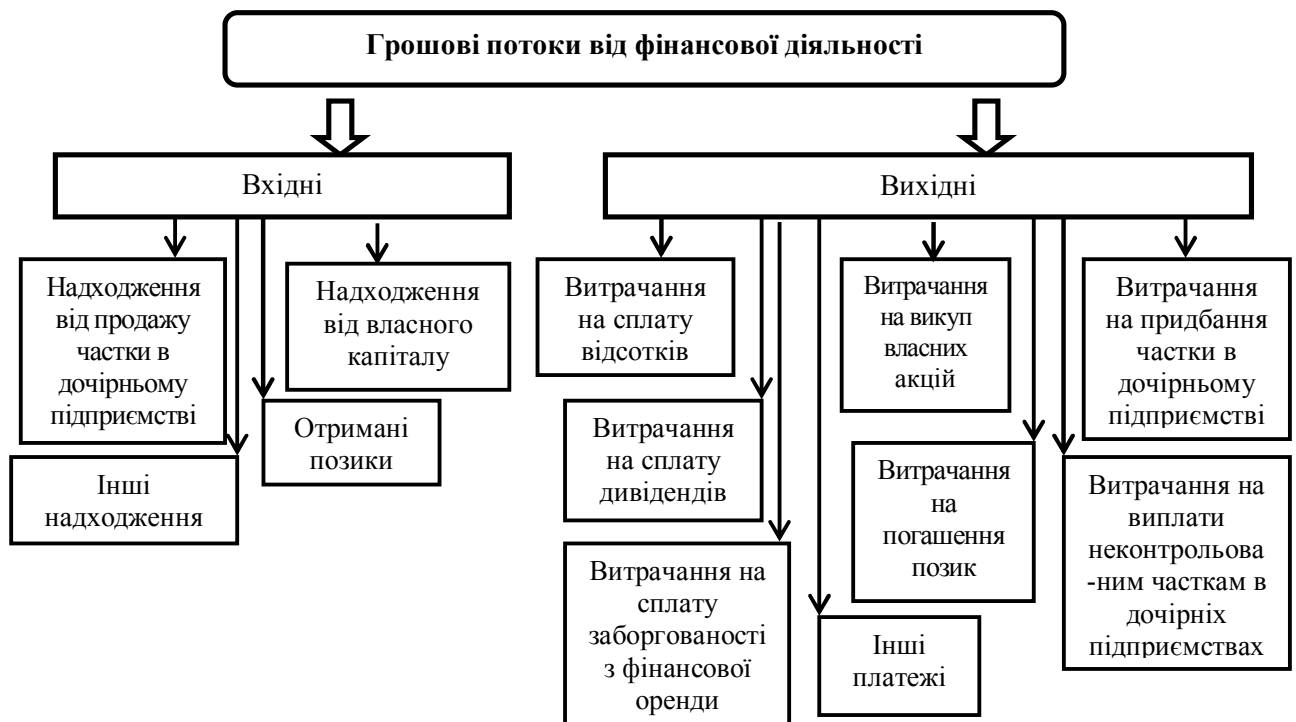 Грошові потоки від фінансової діяльності
Вхідні
Вихідні
Надходження
від продажу
частки в
дочірньому
підприємстві
Надходження
від власного
капіталу
Інші
надходження
Отримані
позики
Витрачання
на сплату
відсотків
Витрачання
на викуп
власних
акцій
Витрачання
на придбання
частки в
дочірньому
підприємстві
Витрачання
на сплату
дивідендів
Витрачання
на
погашення
позик
Витрачання на
виплати
неконтрольова
-ним часткам в
дочірніх
підприємствах
Витрачання на
сплату
заборгованості
з фінансової
оренди
Інші
платежі